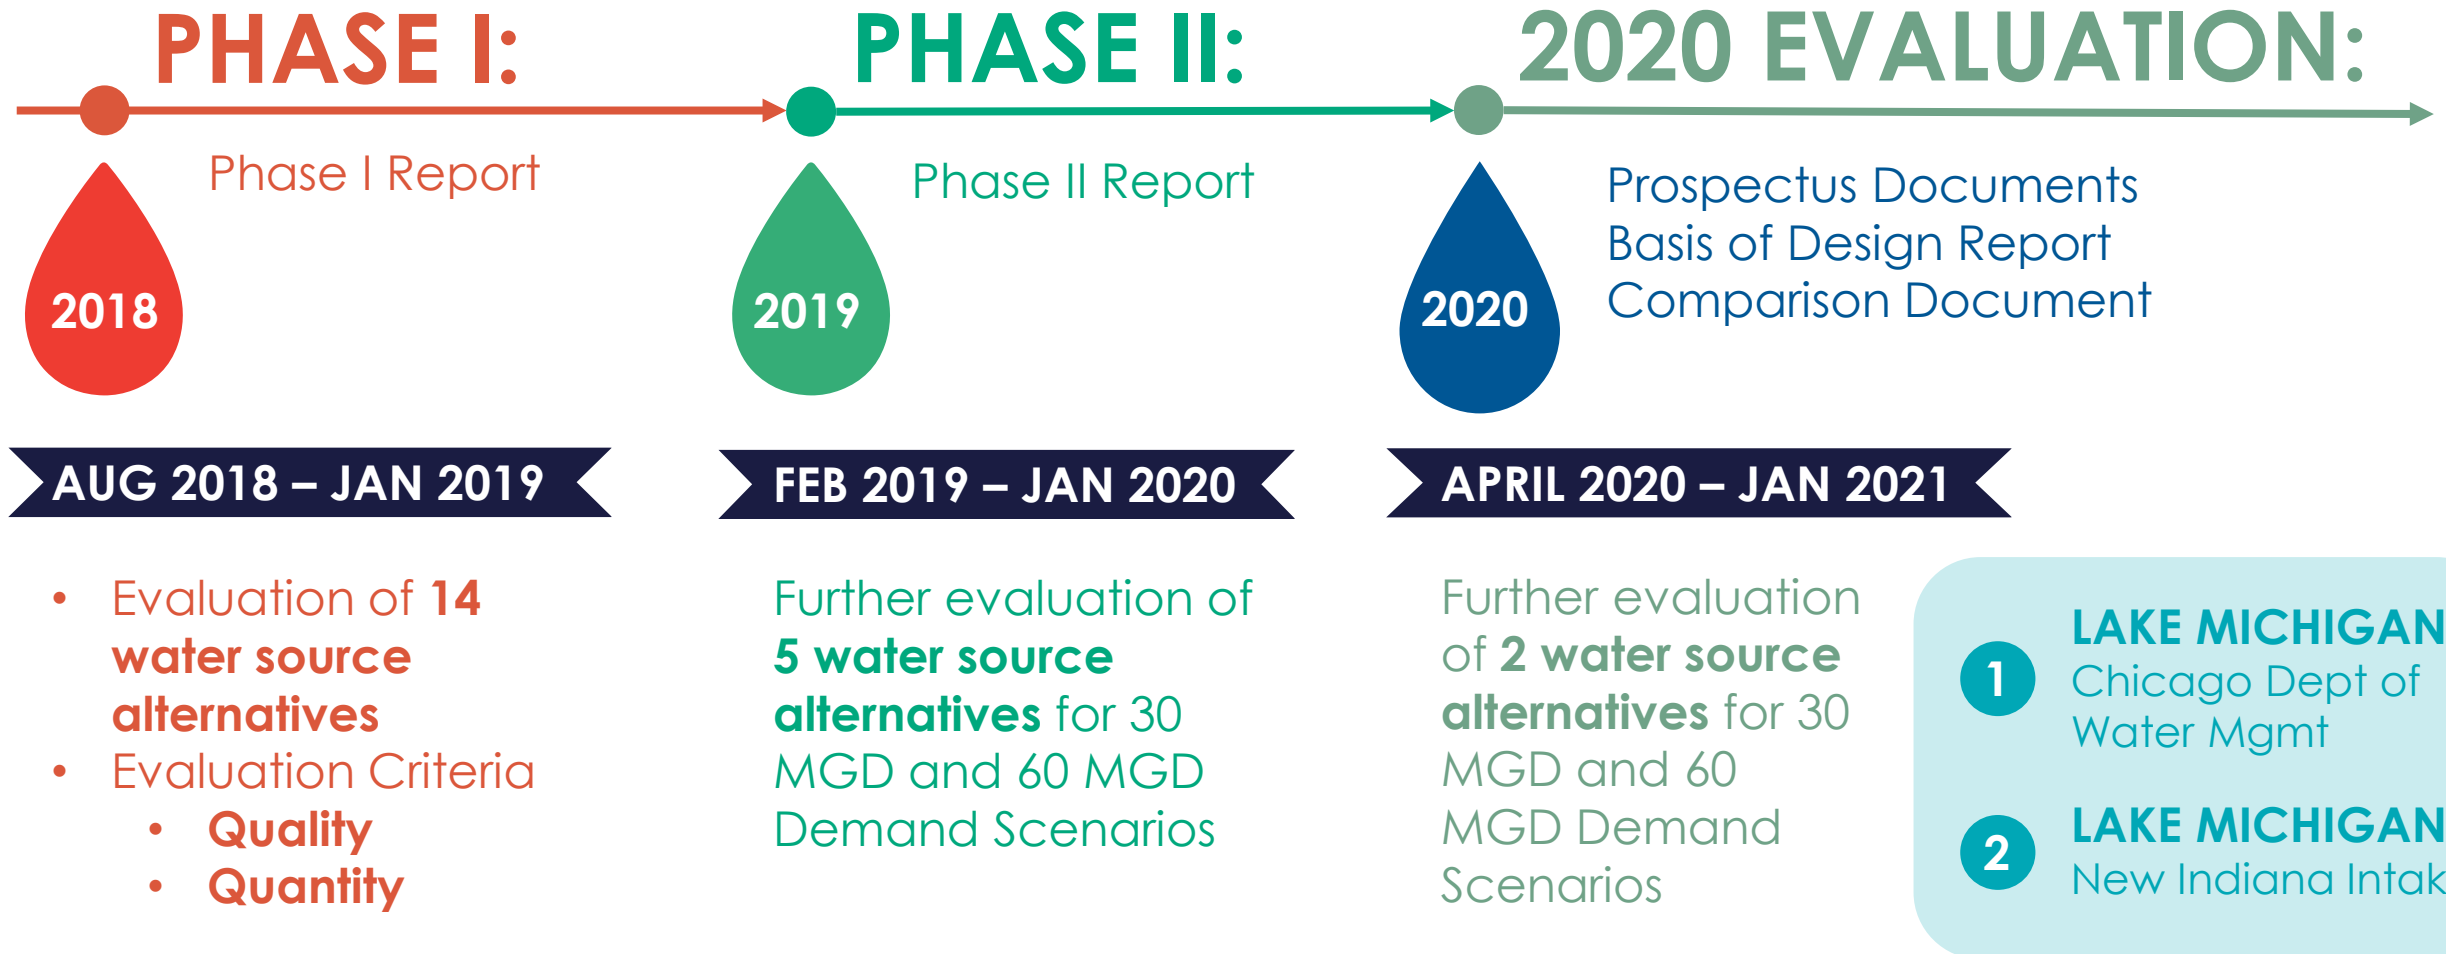 PHASE I:
Phase I Report
2018
AUG 2018 – JAN 2019
• Evaluation of 14
water source
alternatives
• Evaluation Criteria
• Quality
• Quantity
PHASE II:
Phase II Report
2019
FEB 2019 – JAN 2020
Further evaluation of
5 water source
alternatives for 30
MGD and 60 MGD
Demand Scenarios
2020 EVALUATION:
Prospectus Documents
Basis of Design Report
Comparison Document
2020
APRIL 2020 – JAN 2021
Further evaluation
of 2 water source
alternatives for 30
MGD and 60
MGD Demand
Scenarios
1
LAKE MICHIGAN
Chicago Dept of
Water Mgmt
2
LAKE MICHIGAN
New Indiana Intak